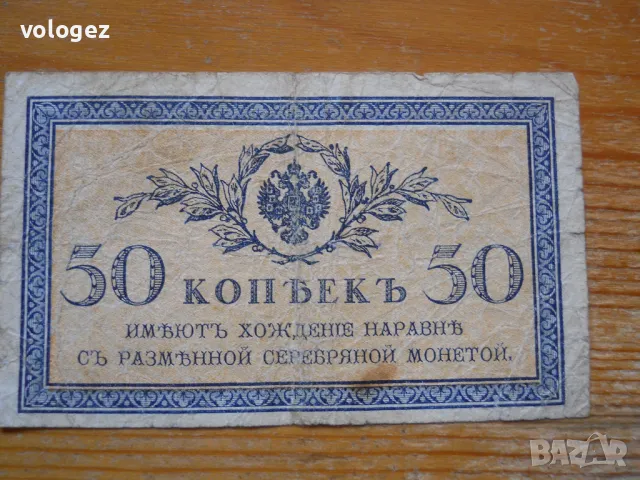 vologez
50 КОПѢЕКЪ 50
ИМѢЮТЪ ХОЖДЕНІЕ НАРАВНѢ
СЪ РАЗМѢННОЙ СЕРЕБРЯНОЙ МОНЕТОЙ.
BAZAR